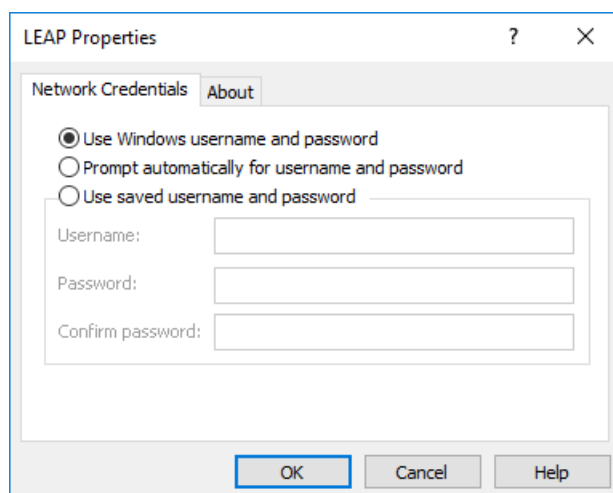 LEAP Properties
?
Network Credentials
About
Use Windows username and password
Prompt automatically for username and password
Use saved username and password
Username:
Password:
Confirm password:
OK
Cancel
Help